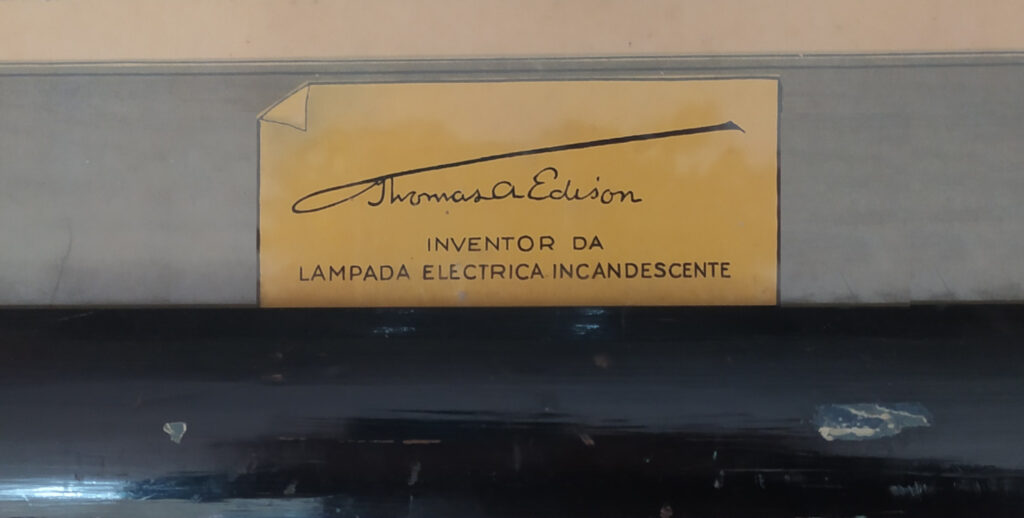 Thomas A Edison
INVENTOR DA
LAMPADA ELECTRICA INCANDESCENTE